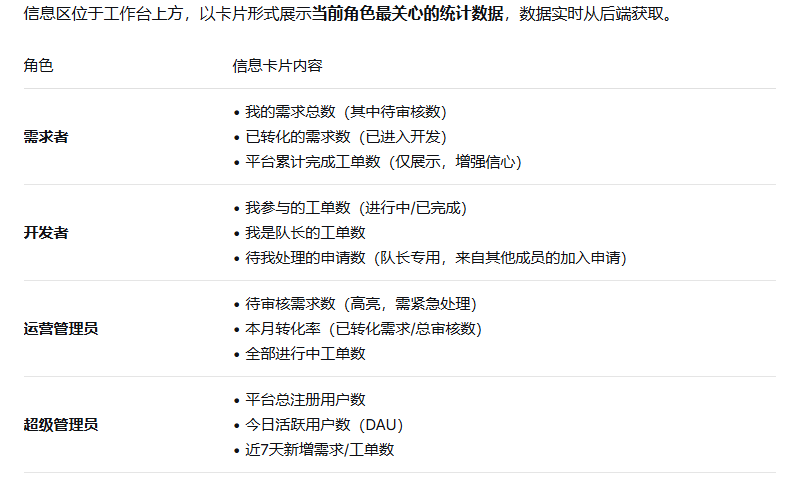 信息区位于工作台上方，以卡片形式展示当前角色最关心的统计数据，数据实时从后端获取。
角色 信息卡片内容
需求者
• 我的需求总数（其中待审核数）
• 已转化的需求数（已进入开发）
• 平台累计完成工单数（仅展示，增强信心）
开发者
• 我参与的工单数（进行中/已完成）
• 我是队长的工单数
• 待我处理的申请数（队长专用，来自其他成员的加入申请）
运营管理员
• 待审核需求数（高亮，需紧急处理）
• 本月转化率（已转化需求/总审核数）
• 全部进行中工单数
超级管理员
• 平台总注册用户数
• 今日活跃用户数（DAU）
• 近7天新增需求/工单数